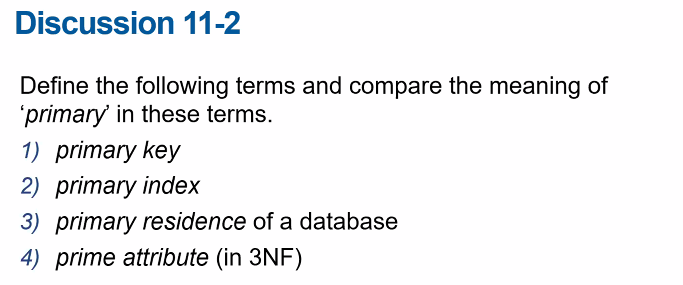 Discussion 11-2
Define the following terms and compare the meaning of
‘primary’ in these terms.
1) primary key
2) primary index
3) primary residence of a database
4) prime attribute (in 3NF)